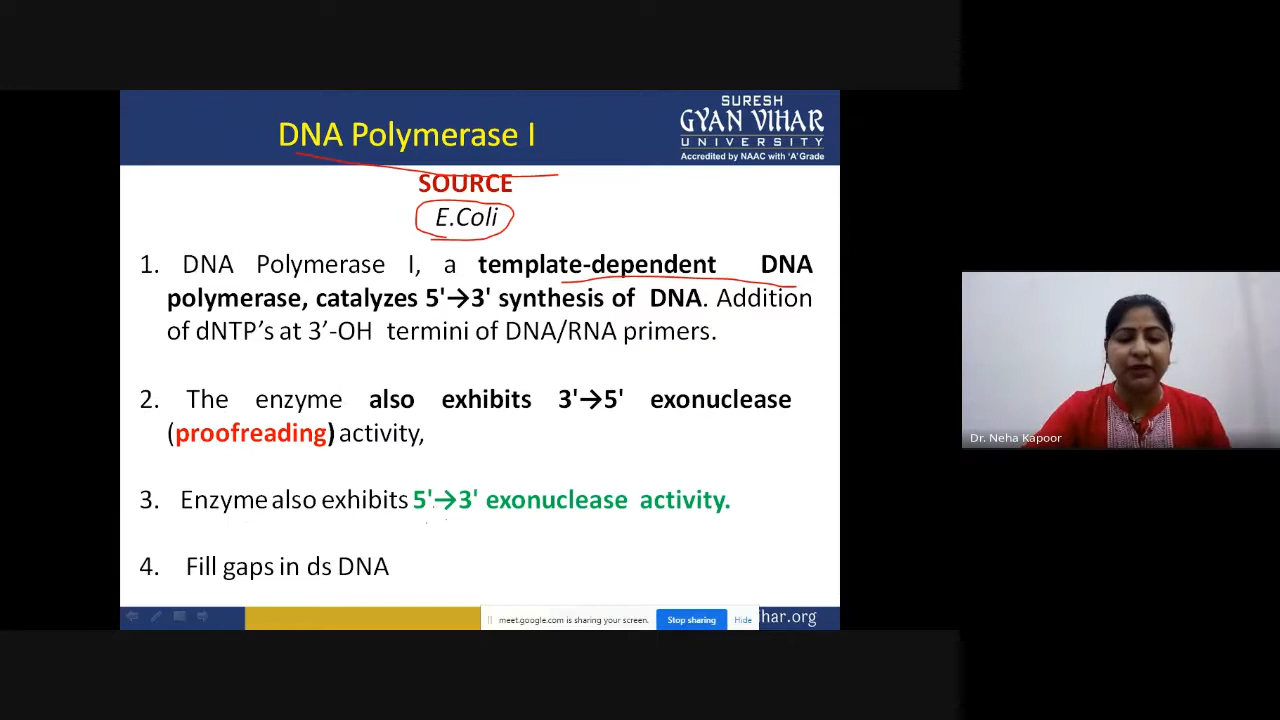 DNA Polymerase I
SURESH
GYAN VIHAR
UNIVERSITY
Accredited by NAAC with 'A' Grade
SOURCE
E.Coli
1. DNA Polymerase I, a template-dependent DNA
polymerase, catalyzes 5'→3' synthesis of DNA. Addition
of dNTP's at 3'-OH termini of DNA/RNA primers.
2. The enzyme also exhibits 3'→5' exonuclease
(proofreading) activity,
3. Enzyme also exhibits 5'→3' exonuclease activity.
4. Fill gaps in ds DNA
meet.google.com is sharing your screen. Stop sharing Hide
har.org
Dr. Neha Kapoor